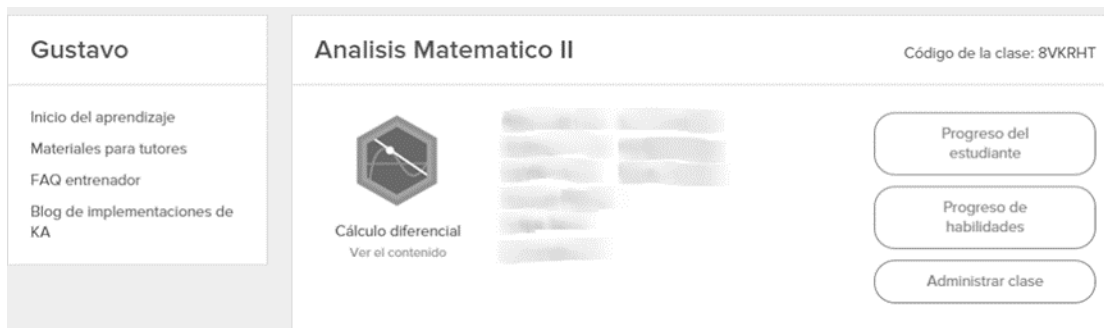 Gustavo
Inicio del aprendizaje
Materiales para tutores
FAQ entrenador
Blog de implementaciones de
KA
Analisis Matematico II
Código de la clase: 8VKRHT
Cálculo diferencial
Ver el contenido
Progreso del
estudiante
Progreso de
habilidades
Administrar clase